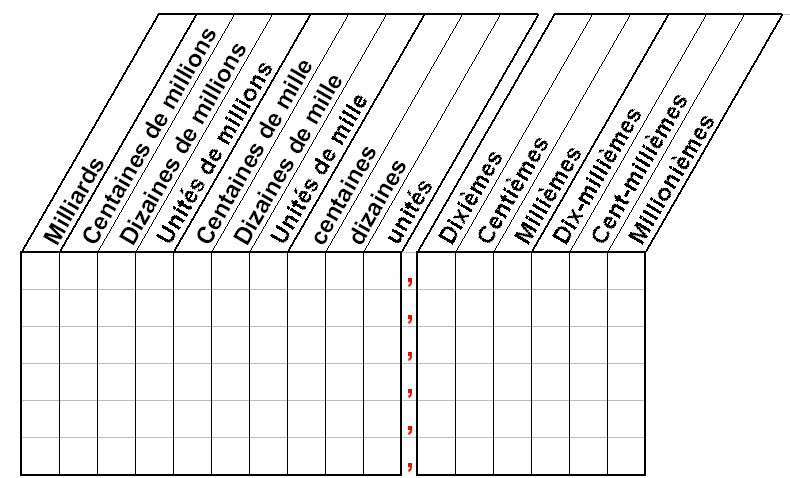 Milliards
Centaines de millions
Dizaines de millions
Unités de millions
Centaines de mille
Dizaines de mille
Unités de mille
centaines
dizaines
unités
Dixièmes
Centièmes
Millièmes
Dix-millièmes
Cent-millièmes
Millionièmes
,
,
,
,
,
,